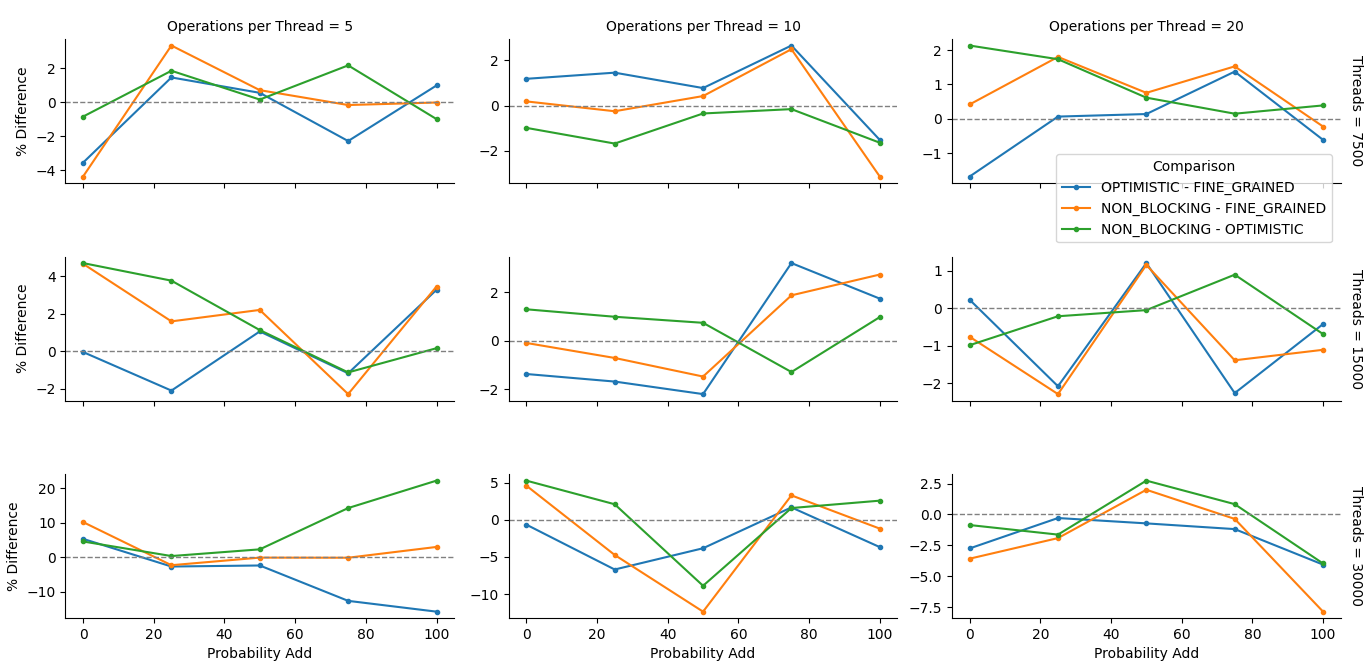 Operations per Thread = 5
Operations per Thread = 10
Operations per Thread = 20
% Difference
2
0
−2
−4
2
0
−2
2
1
0
−1
Threads = 7500
Comparison
OPTIMISTIC - FINE_GRAINED
NON_BLOCKING - FINE_GRAINED
NON_BLOCKING - OPTIMISTIC
% Difference
4
2
0
−2
2
0
−2
1
0
−1
−2
Threads = 15000
% Difference
20
10
0
−10
5
0
−5
−10
2.5
0.0
−2.5
−5.0
−7.5
Threads = 30000
0 20 40 60 80 100
0 20 40 60 80 100
0 20 40 60 80 100
Probability Add
Probability Add
Probability Add